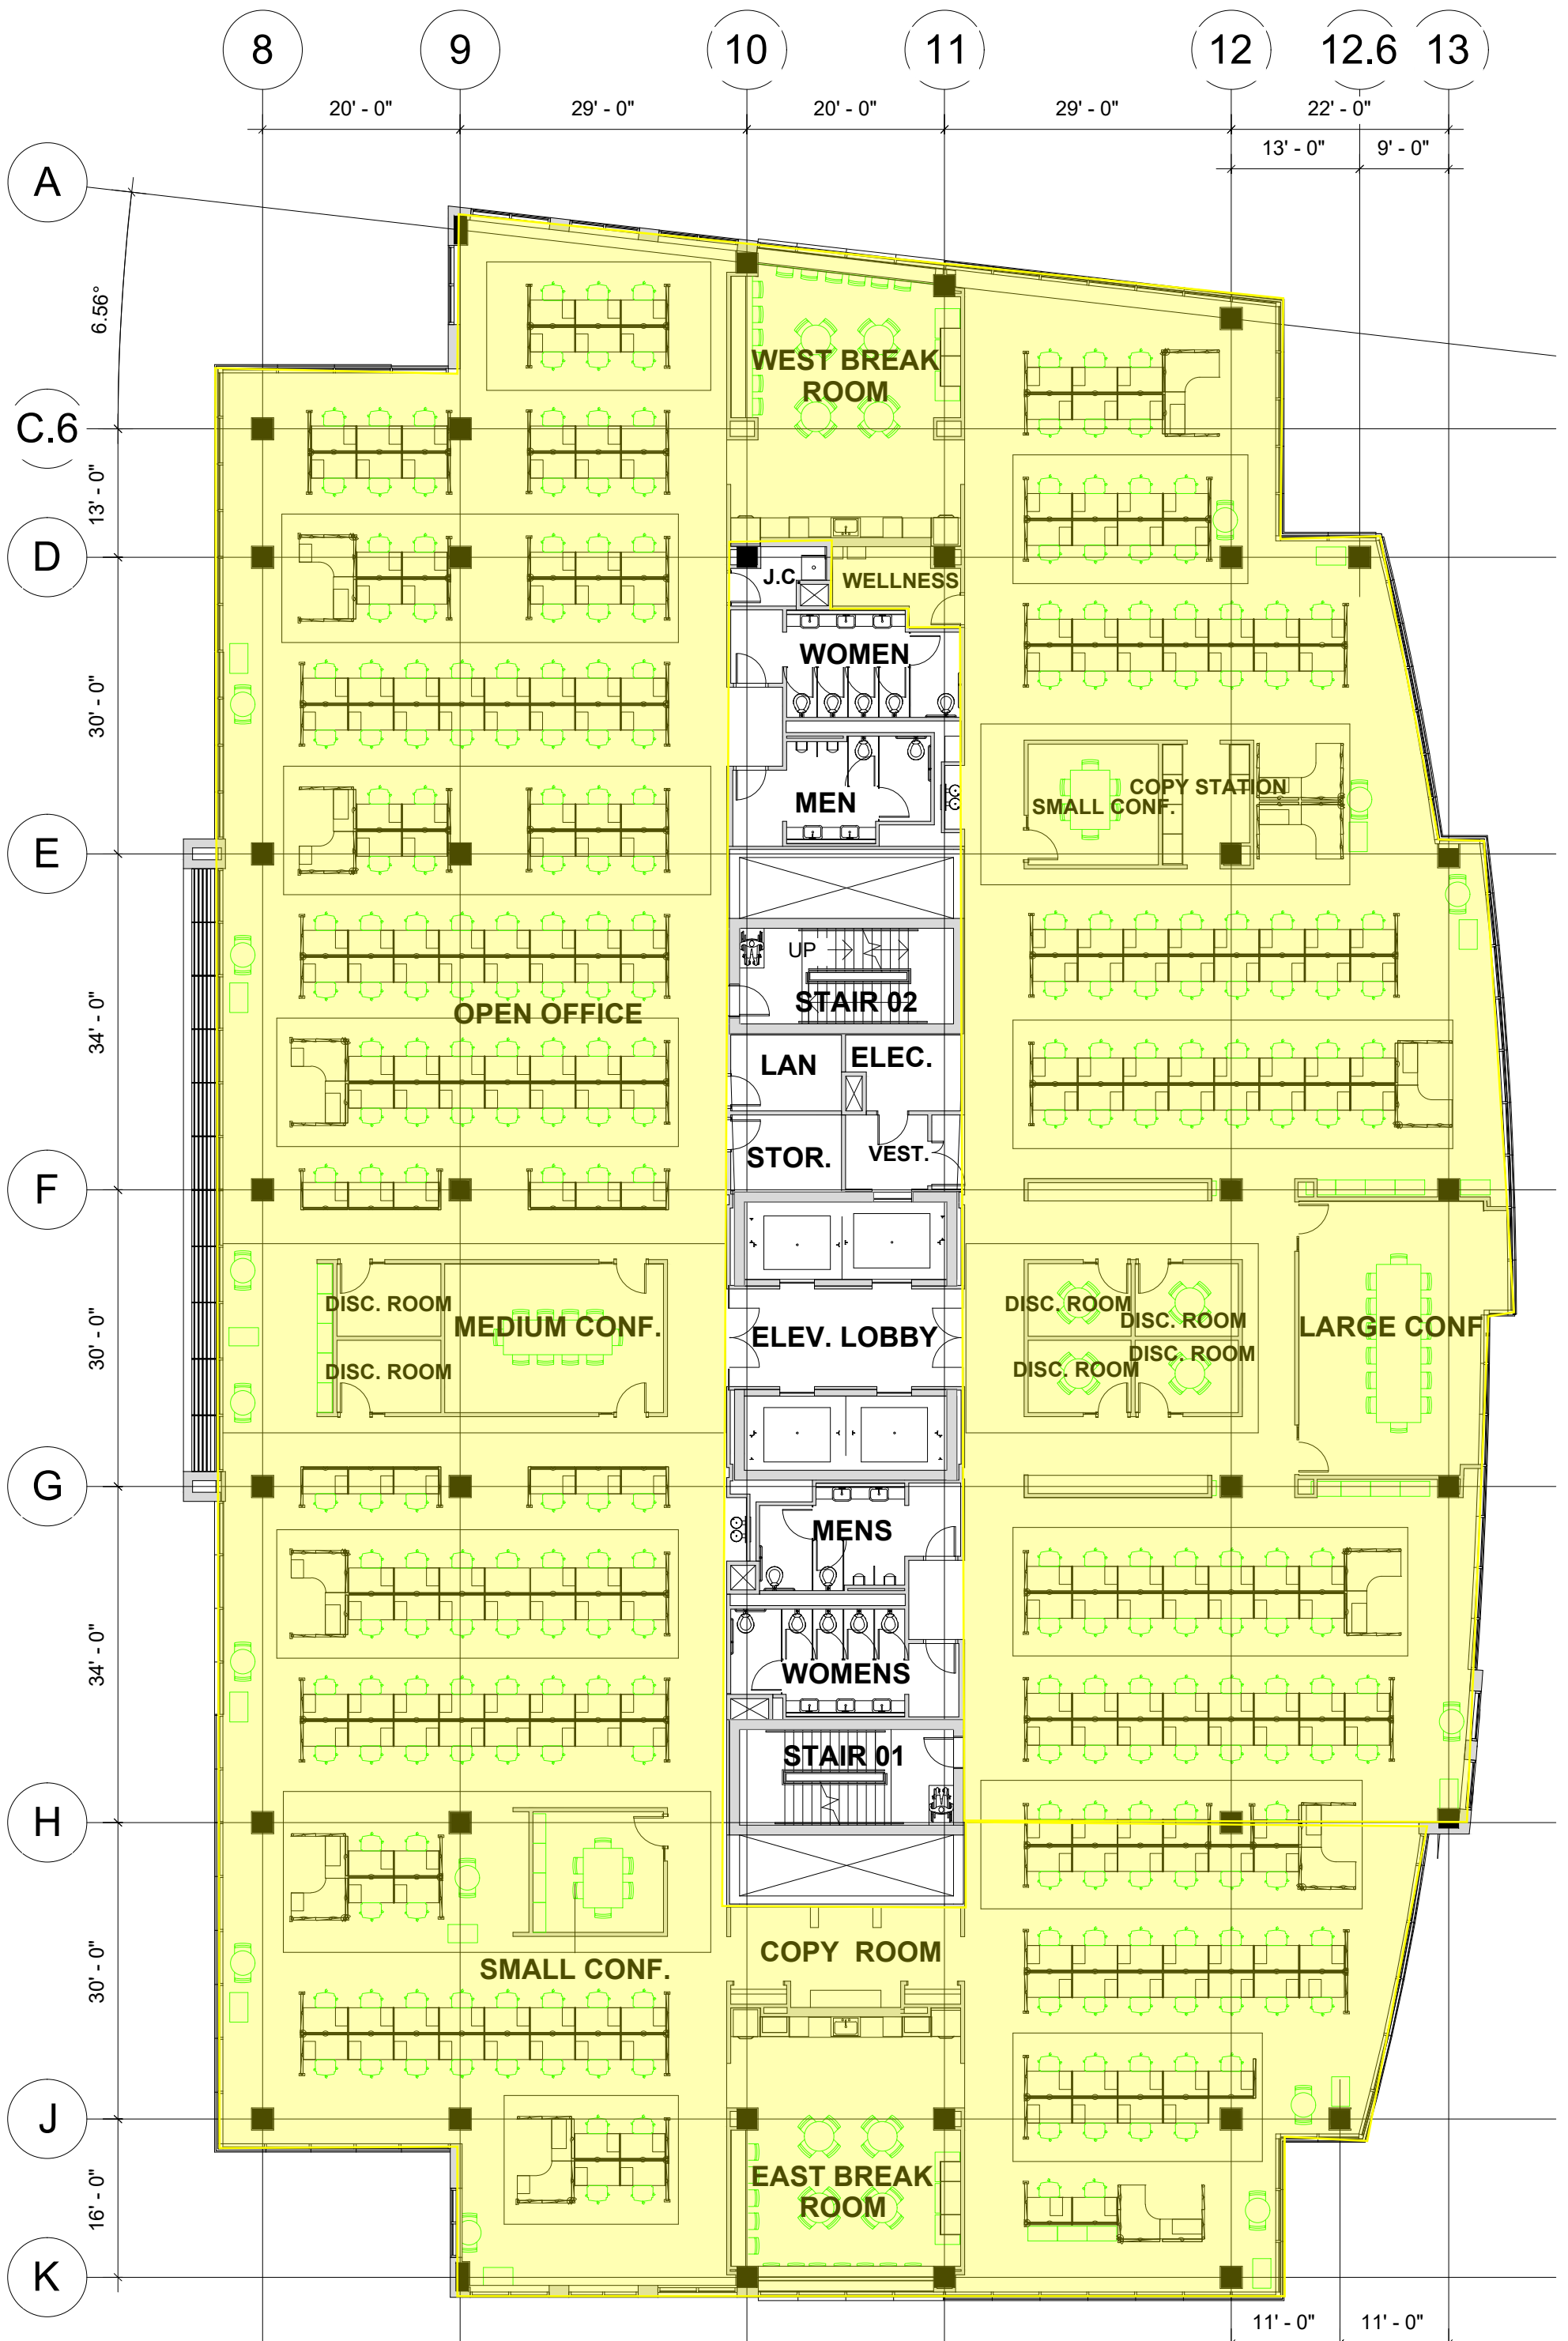 8
9
10
11
12
12.6
13
20' - 0"
29' - 0"
20' - 0"
29' - 0"
22' - 0"
13' - 0"
9' - 0"
A
6.56°
C.6
13' - 0"
D
30' - 0"
E
34' - 0"
F
30' - 0"
G
34' - 0"
H
30' - 0"
J
16' - 0"
K
WEST BREAK
ROOM
J.C.
WELLNESS
WOMEN
MEN
COPY STATION
SMALL CONF.
UP
STAIR 02
OPEN OFFICE
LAN
ELEC.
STOR.
VEST.
DISC. ROOM
MEDIUM CONF.
DISC. ROOM
ELEV. LOBBY
DISC. ROOM
DISC. ROOM
DISC. ROOM
DISC. ROOM
LARGE CONF
MENS
WOMENS
STAIR 01
COPY ROOM
SMALL CONF.
EAST BREAK
ROOM
11' - 0"
11' - 0"